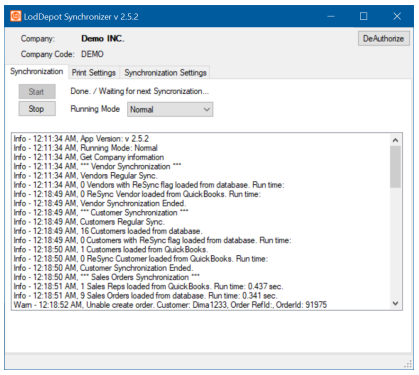 LodDepot Synchronizer v 2.5.2
Company: Demo INC.
DeAuthorize
Company Code: DEMO
Synchronization Print Settings Synchronization Settings
Start Done. / Waiting for next Syncronization...
Stop Running Mode Normal
Info - 12:11:34 AM, App Version: v 2.5.2
Info - 12:11:34 AM, Running Mode: Normal
Info - 12:11:34 AM, Get Company information
Info - 12:11:34 AM, *** Vendor Synchronization ***
Info - 12:11:34 AM, Vendors Regular Sync.
Info - 12:11:34 AM, 0 Vendors with ReSync flag loaded from database. Run time:
Info - 12:18:49 AM, 0 ReSync Vendor loaded from QuickBooks. Run time:
Info - 12:18:49 AM, Vendor Synchronization Ended.
Info - 12:18:49 AM, *** Customer Synchronization ***
Info - 12:18:49 AM, Customers Regular Sync.
Info - 12:18:49 AM, 16 Customers loaded from database.
Info - 12:18:49 AM, 0 Customers with ReSync flag loaded from database. Run time:
Info - 12:18:50 AM, 1 Customers loaded from QuickBooks.
Info - 12:18:50 AM, 0 ReSync Customer loaded from QuickBooks. Run time:
Info - 12:18:50 AM, Customer Synchronization Ended.
Info - 12:18:50 AM, *** Sales Orders Synchronization ***
Info - 12:18:51 AM, 1 Sales Reps loaded from QuickBooks. Run time: 0.437 sec.
Info - 12:18:51 AM, 9 Sales Orders loaded from database. Run time: 0.341 sec.
Warn - 12:18:52 AM, Unable create order. Customer: Dima1233, Order RefId:, OrderId: 91975